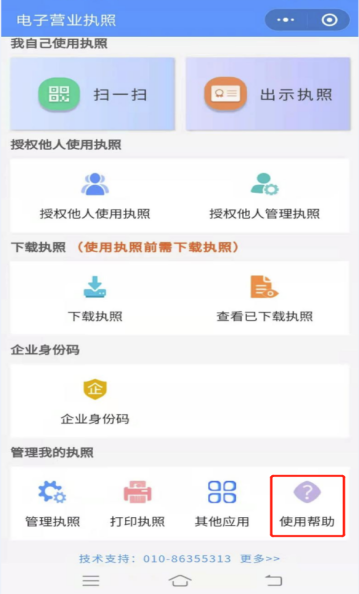 电子营业执照
我自己使用执照
扫一扫
出示执照
授权他人使用执照
授权他人使用执照
授权他人管理执照
下载执照（使用执照前需下载执照）
下载执照
查看已下载执照
企业身份码
企
企业身份码
管理我的执照
管理执照
打印执照
其他应用
使用帮助
技术支持：010-86355313 更多>>